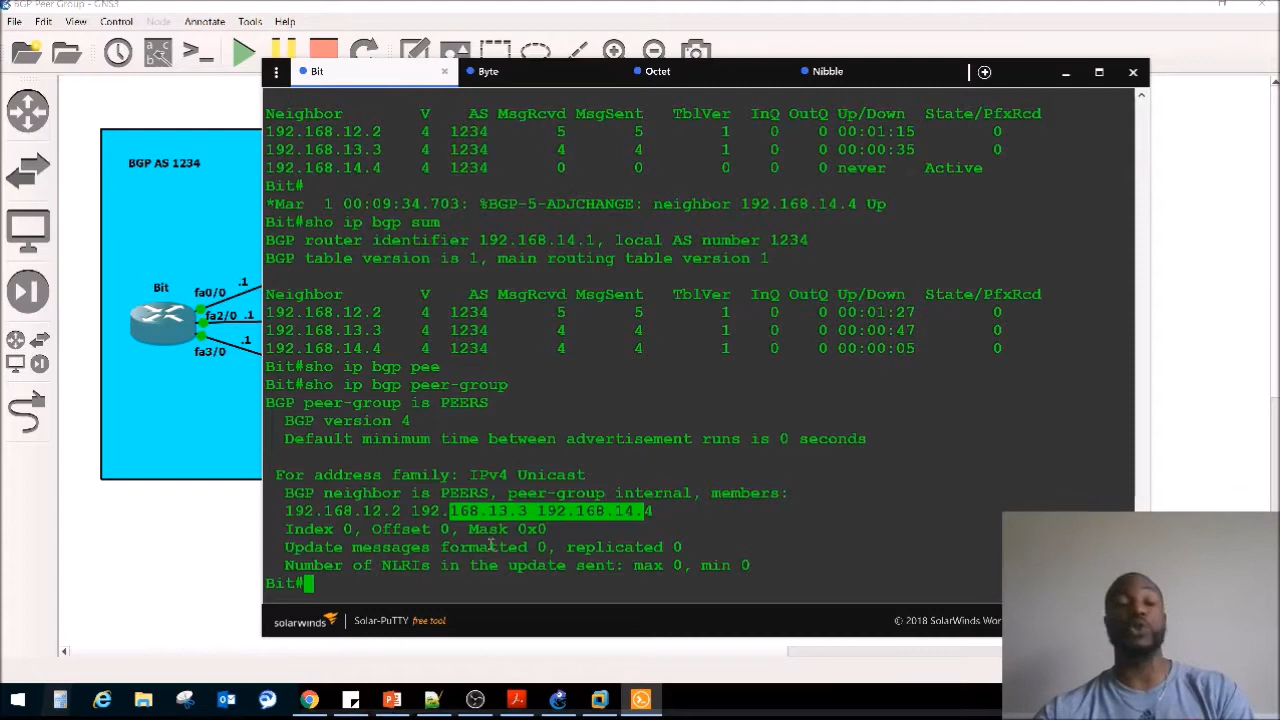 BGP Peer Group - GNS3
File Edit View Control Node Annotate Tools Help
Bit Byte Octet Nibble
BGP AS 1234
Bit
fa0/0 .1
fa2/0 .1
.1
fa3/0
Neighbor V AS MsgRcvd MsgSent TblVer InQ OutQ Up/Down State/PfxRcd
192.168.12.2 4 1234 5 5 1 0 0 00:01:15 0
192.168.13.3 4 1234 4 4 1 0 0 00:00:35 0
192.168.14.4 4 1234 0 0 0 0 0 never Active
Bit#
*Mar 1 00:09:34.703: %BGP-5-ADJCHANGE: neighbor 192.168.14.4 Up
Bit#sho ip bgp sum
BGP router identifier 192.168.14.1, local AS number 1234
BGP table version is 1, main routing table version 1
Neighbor V AS MsgRcvd MsgSent TblVer InQ OutQ Up/Down State/PfxRcd
192.168.12.2 4 1234 5 5 1 0 0 00:01:27 0
192.168.13.3 4 1234 4 4 1 0 0 00:00:47 0
192.168.14.4 4 1234 4 4 1 0 0 00:00:05 0
Bit#sho ip bgp pee
Bit#sho ip bgp peer-group
BGP peer-group is PEERS
BGP version 4
Default minimum time between advertisement runs is 0 seconds
For address family: IPv4 Unicast
BGP neighbor is PEERS, peer-group internal, members:
192.168.12.2 192.168.13.3 192.168.14.4
Index 0, Offset 0, Mask 0x0
Update messages formatted 0, replicated 0
Number of NLRIs in the update sent: max 0, min 0
Bit#
solarwinds Solar-PuTTY free tool © 2018 SolarWinds Wor